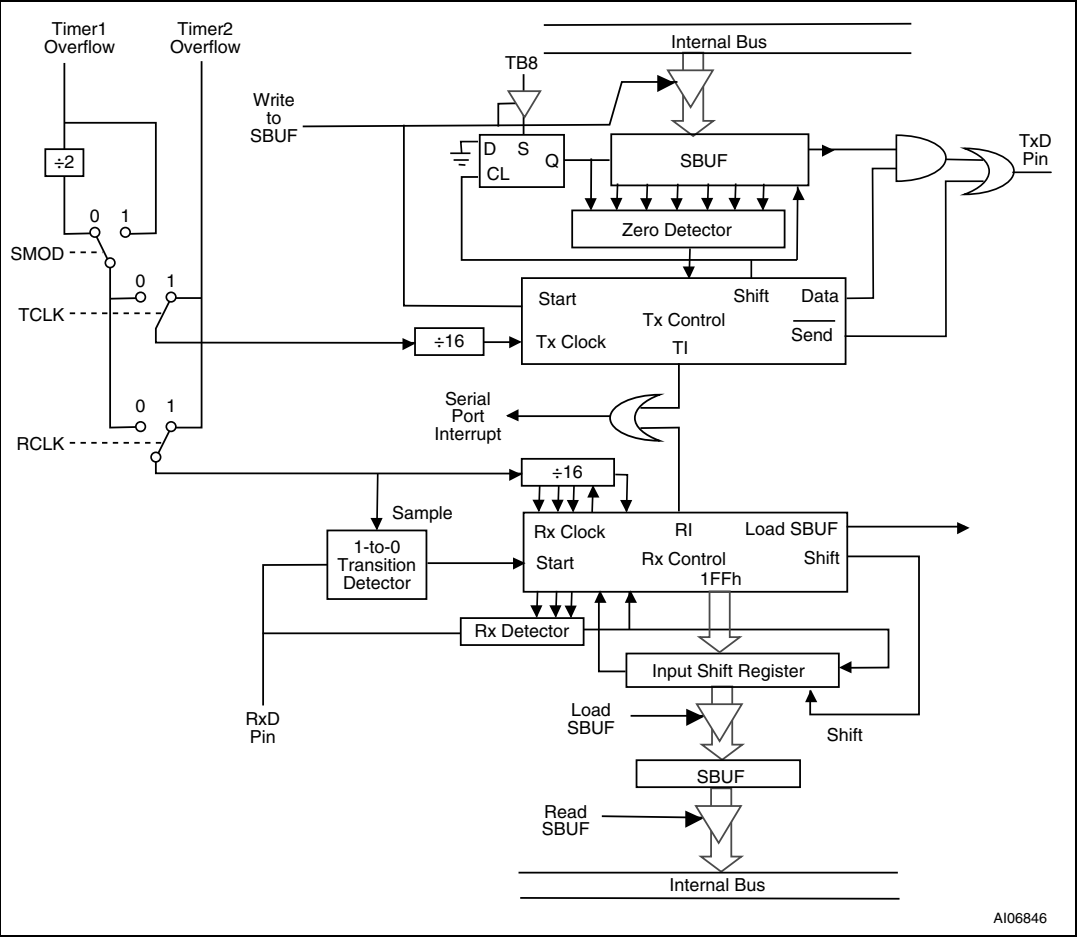 Timer1
Overflow
Timer2
Overflow
Internal Bus
TB8
Write
to
SBUF
÷2
D S
Q
CL
SBUF
TxD
Pin
Zero Detector
0 1
SMOD
0 1
TCLK
÷16
Start
Shift
Data
Tx Control
Send
Tx Clock
TI
Serial
Port
Interrupt
0 1
RCLK
÷16
Sample
1-to-0
Transition
Detector
Rx Clock
RI
Load SBUF
Start
Rx Control
Shift
1FFh
Rx Detector
Input Shift Register
RxD
Pin
Load
SBUF
Shift
SBUF
Read
SBUF
Internal Bus
AI06846